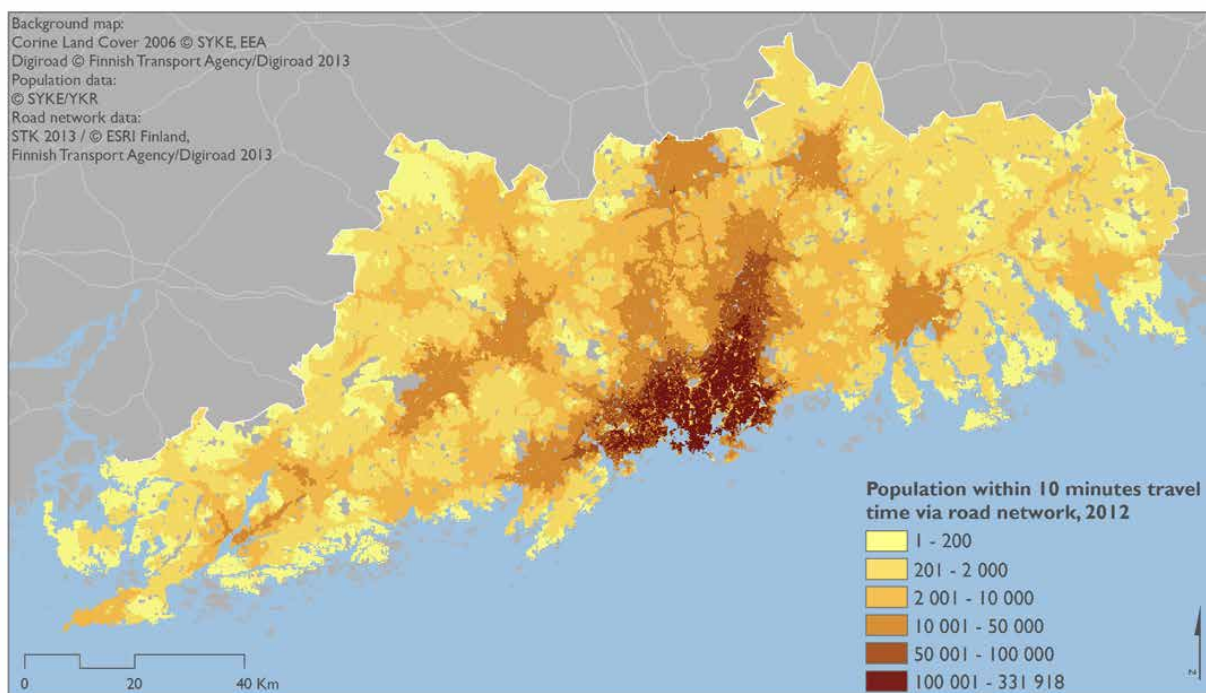 Background map:
Corine Land Cover 2006 © SYKE, EEA
Digiroad © Finnish Transport Agency/Digiroad 2013
Population data:
© SYKE/YKR
Road network data:
STK 2013 / © ESRI Finland,
Finnish Transport Agency/Digiroad 2013
Population within 10 minutes travel
time via road network, 2012
1 - 200
201 - 2 000
2 001 - 10 000
10 001 - 50 000
50 001 - 100 000
100 001 - 331 918
0 20 40 Km
N